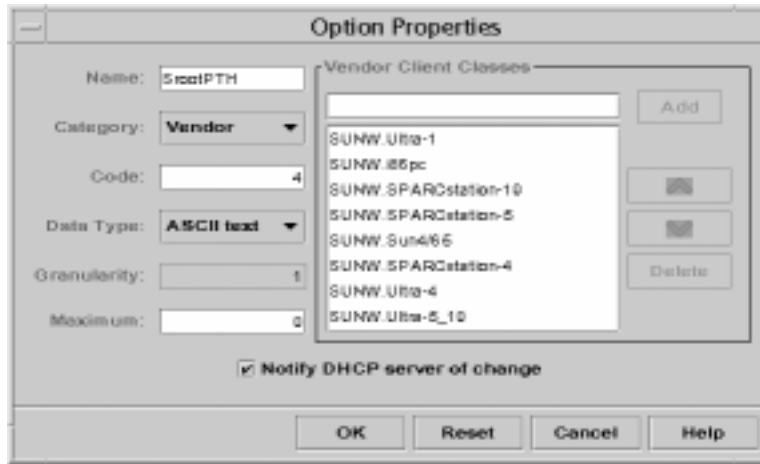 Option Properties
Name: SrootPTH
Category: Vendor
Code: 4
Data Type: ASCII text
Granularity: 1
Maximum: 0
Vendor Client Classes
Add
SUNW.Ultra-1
SUNW.i86pc
SUNW.SPARCstation-10
SUNW.SPARCstation-5
SUNW.Sun4/65
SUNW.SPARCstation-4
SUNW.Ultra-4
SUNW.Ultra-5_10
Delete
Notify DHCP server of change
OK Reset Cancel Help